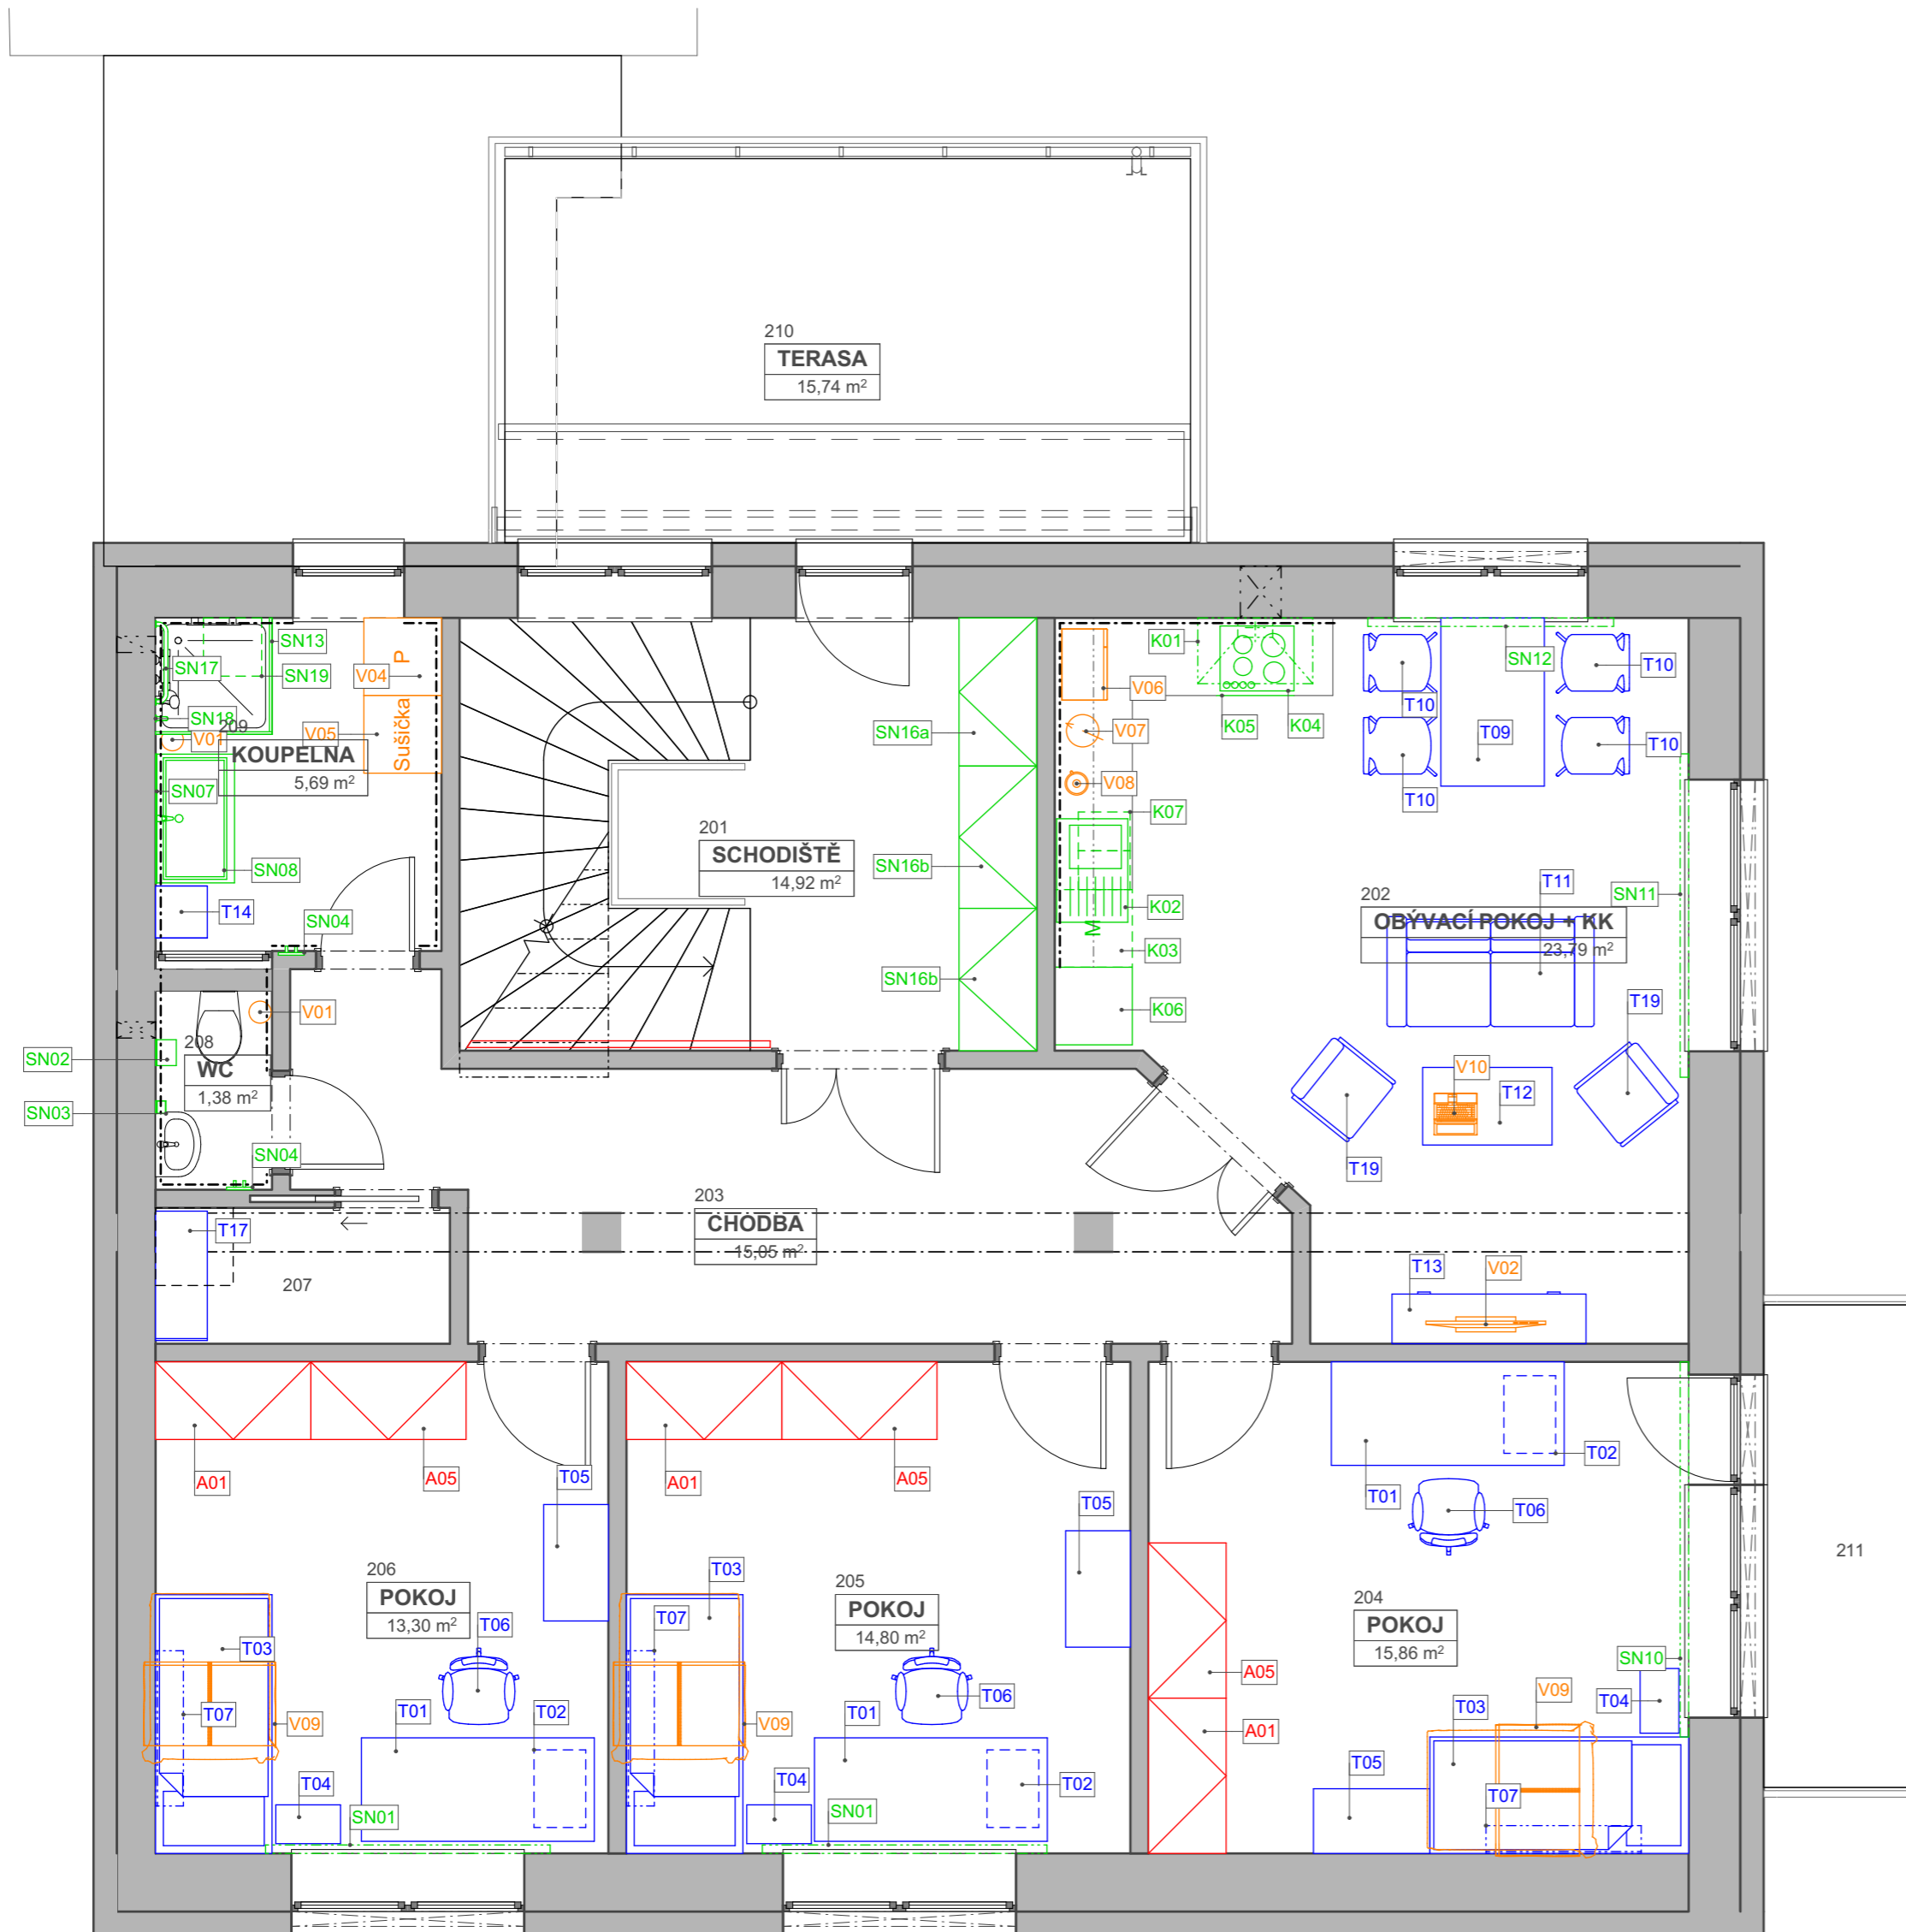 210
TERASA
15,74 m²
SN13
SN17
SN19
SN18
V04
P
V05
Sušička
209
V01
KOUPELNA
5,69 m²
SN07
SN08
T14
SN04
201
SCHODIŠTĚ
14,92 m²
SN16a
SN16b
SN16b
K01
V06
K05
K04
V07
V08
K07
K02
M
K03
K06
SN12
T10
T10
T09
T10
T10
T11
SN11
202
OBÝVACÍ POKOJ + KK
23,79 m²
T19
V10
T12
T19
V01
SN02
208
WC
1,38 m²
SN03
SN04
T17
207
203
CHODBA
15,05 m²
T13
V02
A01
A05
T05
206
POKOJ
13,30 m²
T03
T06
T07
V09
T01
T02
T04
SN01
A01
A05
T05
T03
205
POKOJ
14,80 m²
T07
T06
V09
T01
T02
T04
SN01
T02
T01
T06
204
POKOJ
15,86 m²
A05
A01
SN10
T04
V09
T03
T05
T07
211